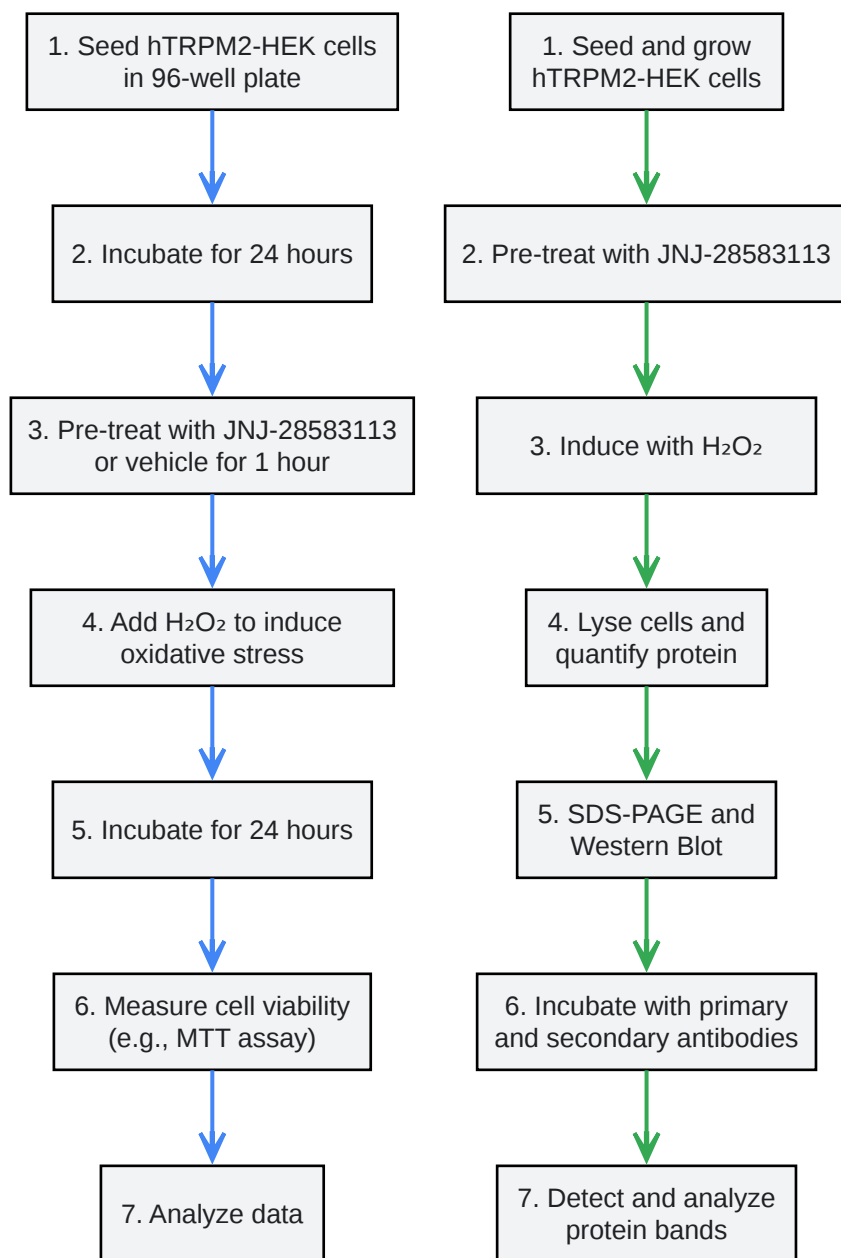 1. Seed hTRPM2-HEK cells
in 96-well plate
2. Incubate for 24 hours
3. Pre-treat with JNJ-28583113
or vehicle for 1 hour
4. Add H₂O₂ to induce
oxidative stress
5. Incubate for 24 hours
6. Measure cell viability
(e.g., MTT assay)
7. Analyze data
1. Seed and grow
hTRPM2-HEK cells
2. Pre-treat with JNJ-28583113
3. Induce with H₂O₂
4. Lyse cells and
quantify protein
5. SDS-PAGE and
Western Blot
6. Incubate with primary
and secondary antibodies
7. Detect and analyze
protein bands